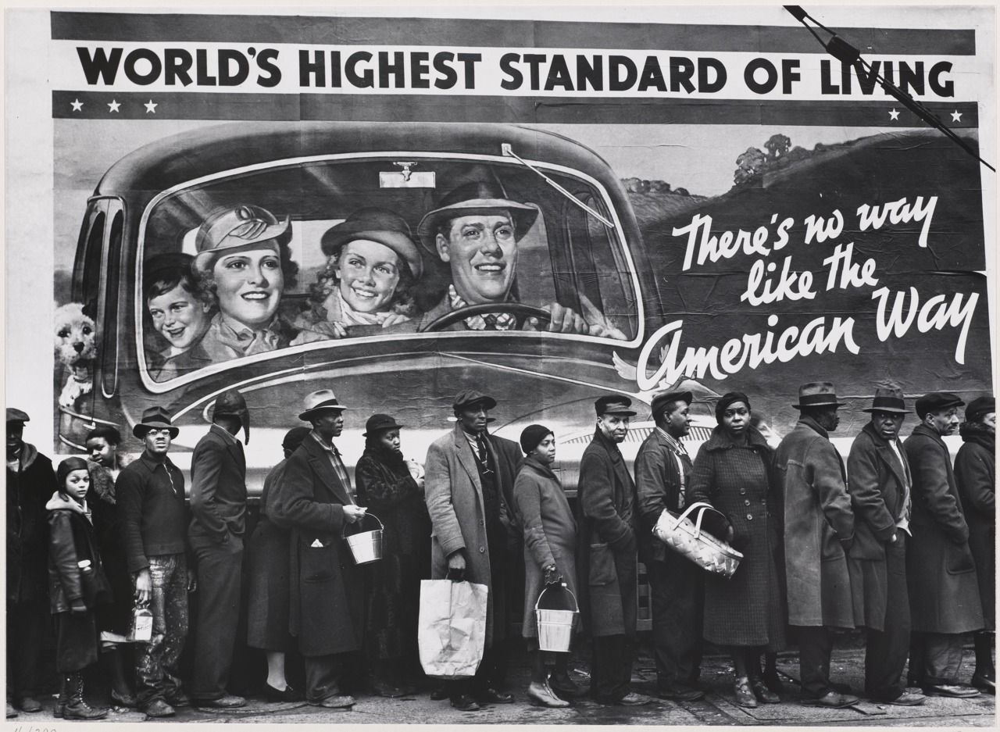 WORLD'S HIGHEST STANDARD OF LIVING
There's no way
like the
American Way